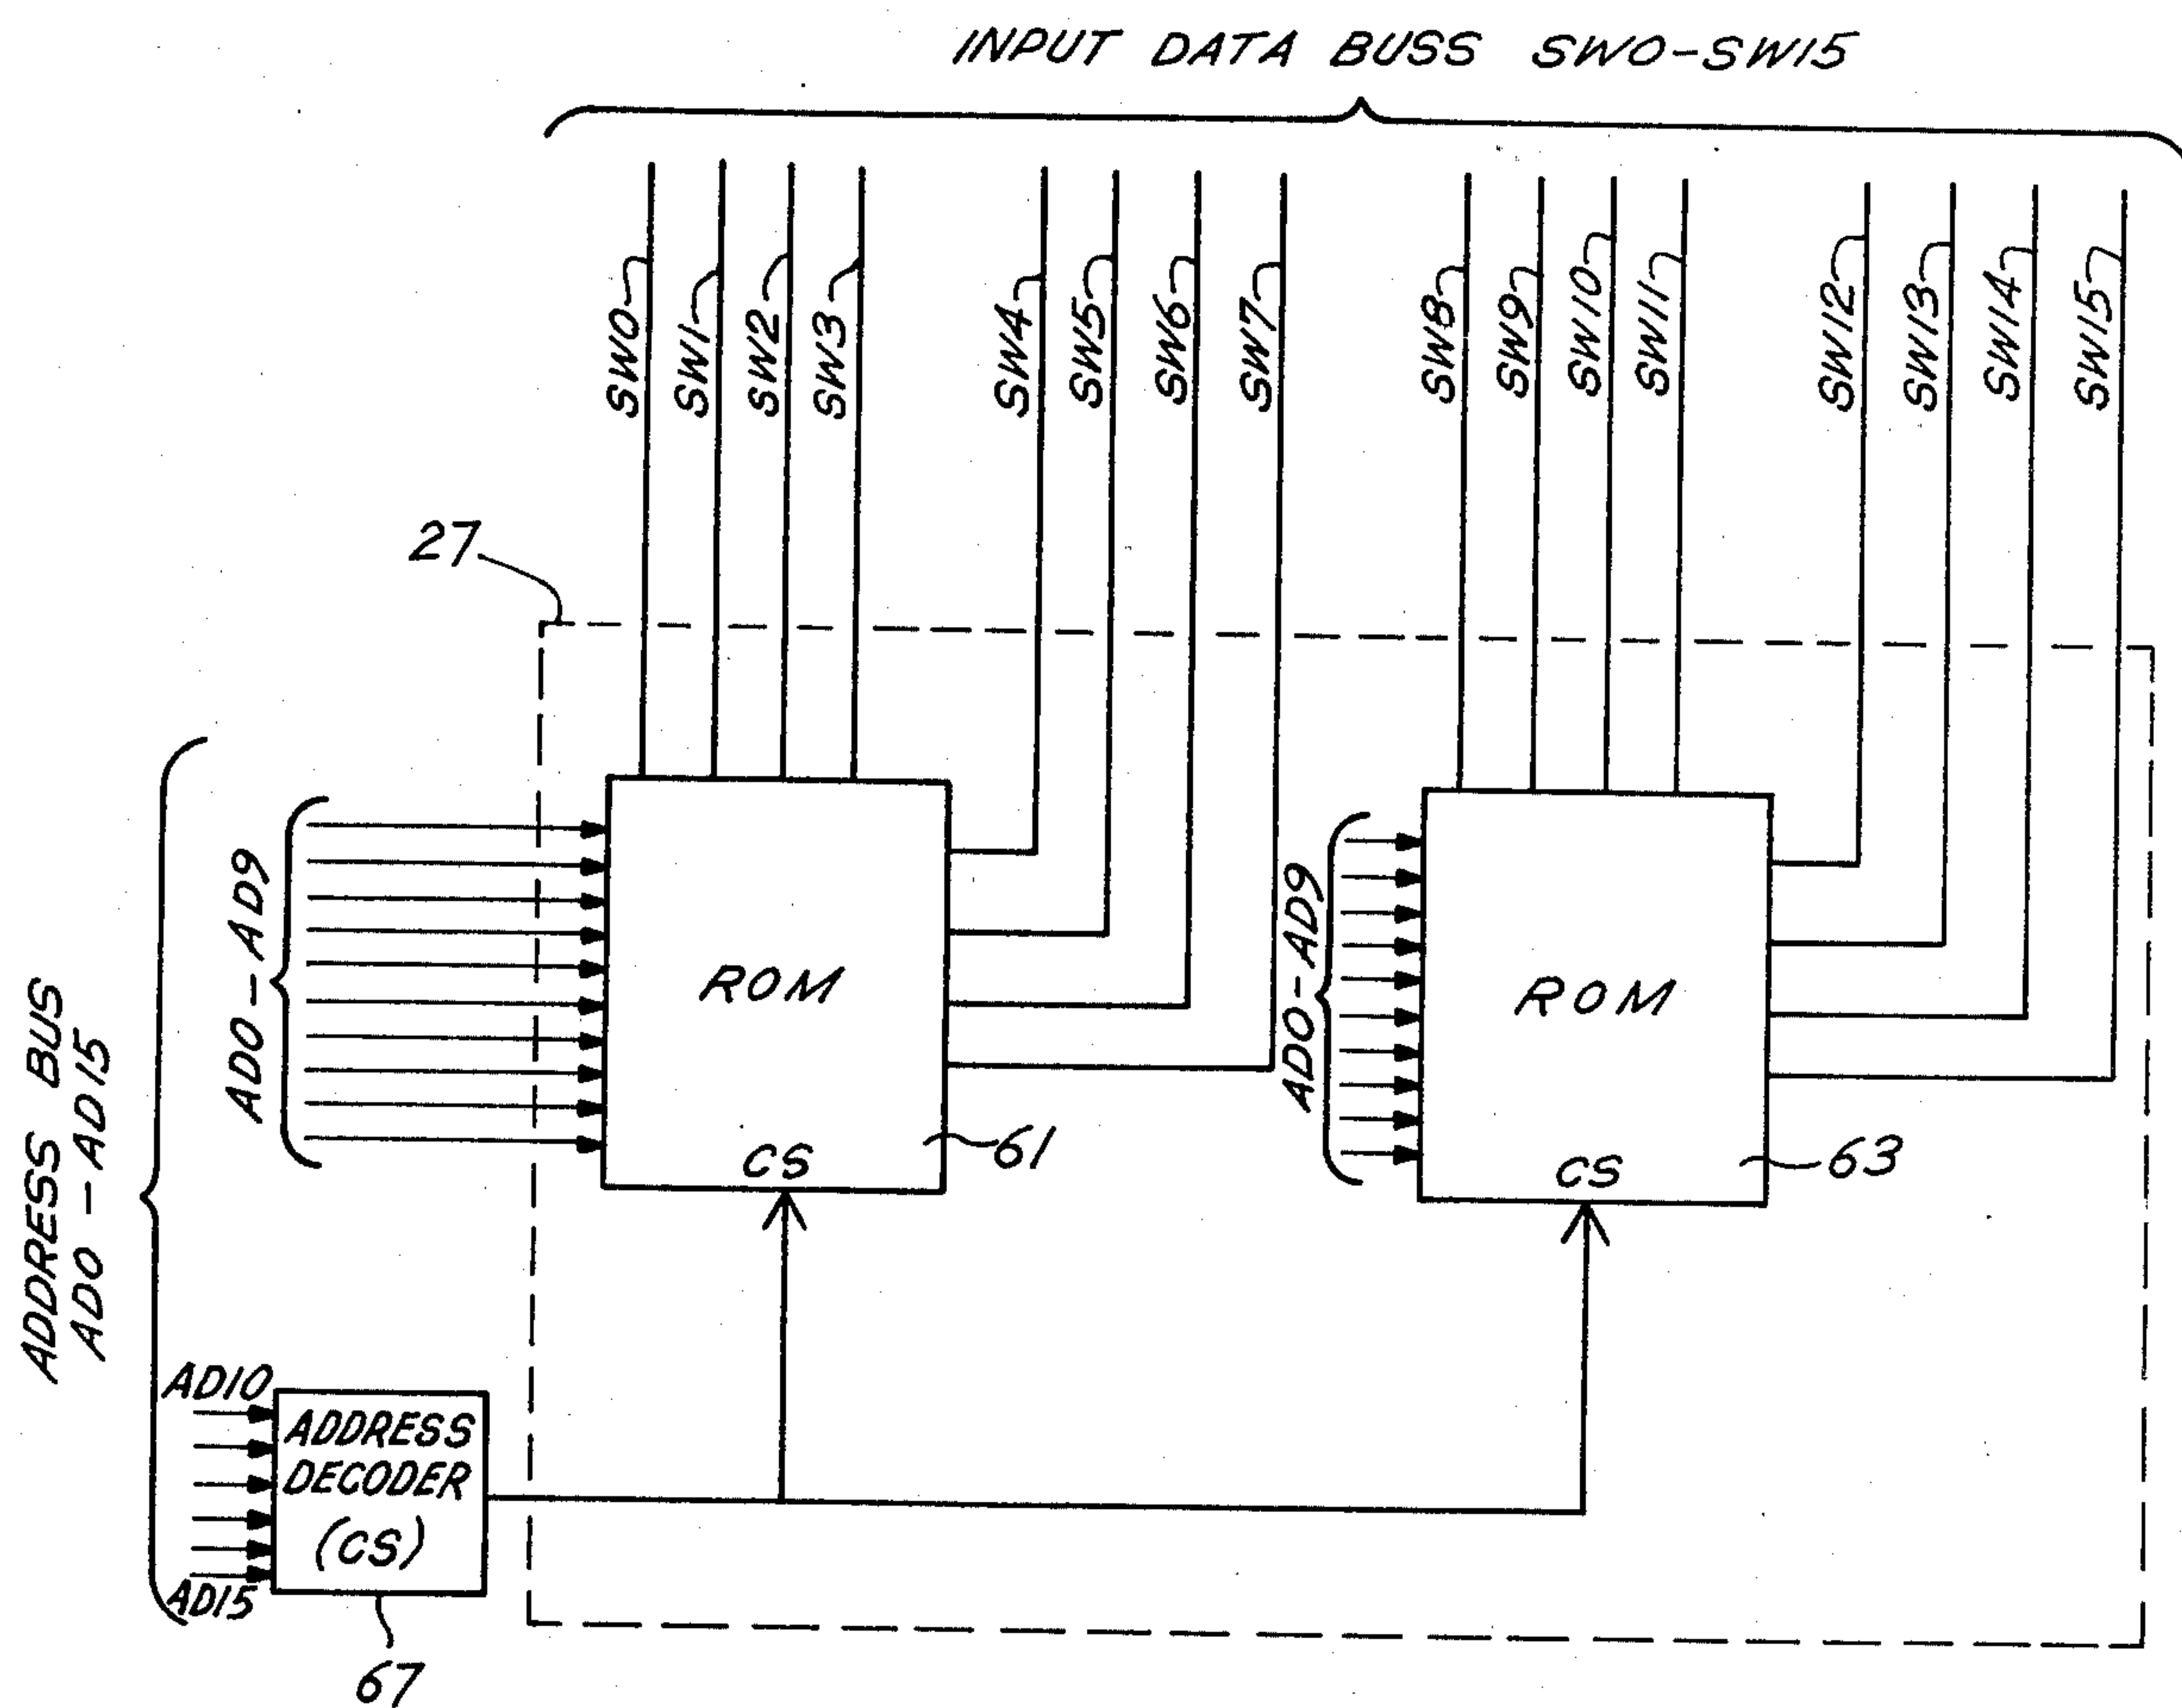 INPUT DATA BUSS SW0-SW15
SW0
SW1
SW2
SW3
SW4
SW5
SW6
SW7
SW8
SW9
SW10
SW11
SW12
SW13
SW14
SW15
27
ADDRESS BUS
AD0-AD15
AD0-AD9
ROM
CS
61
AD0-AD9
ROM
CS
63
AD10
ADDRESS
DECODER
(CS)
AD15
67